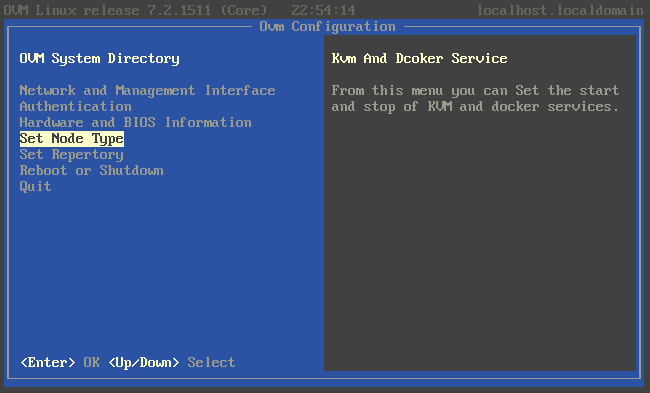 OVM Linux release 7.2.1511 (Core) 22:54:14 localhost.localdomain
Ovm Configuration
OVM System Directory
Network and Management Interface
Authentication
Hardware and BIOS Information
Set Node Type
Set Repertory
Reboot or Shutdown
Quit
<Enter> OK <Up/Down> Select
Kvm And Dcoker Service
From this menu you can Set the start
and stop of KVM and docker services.